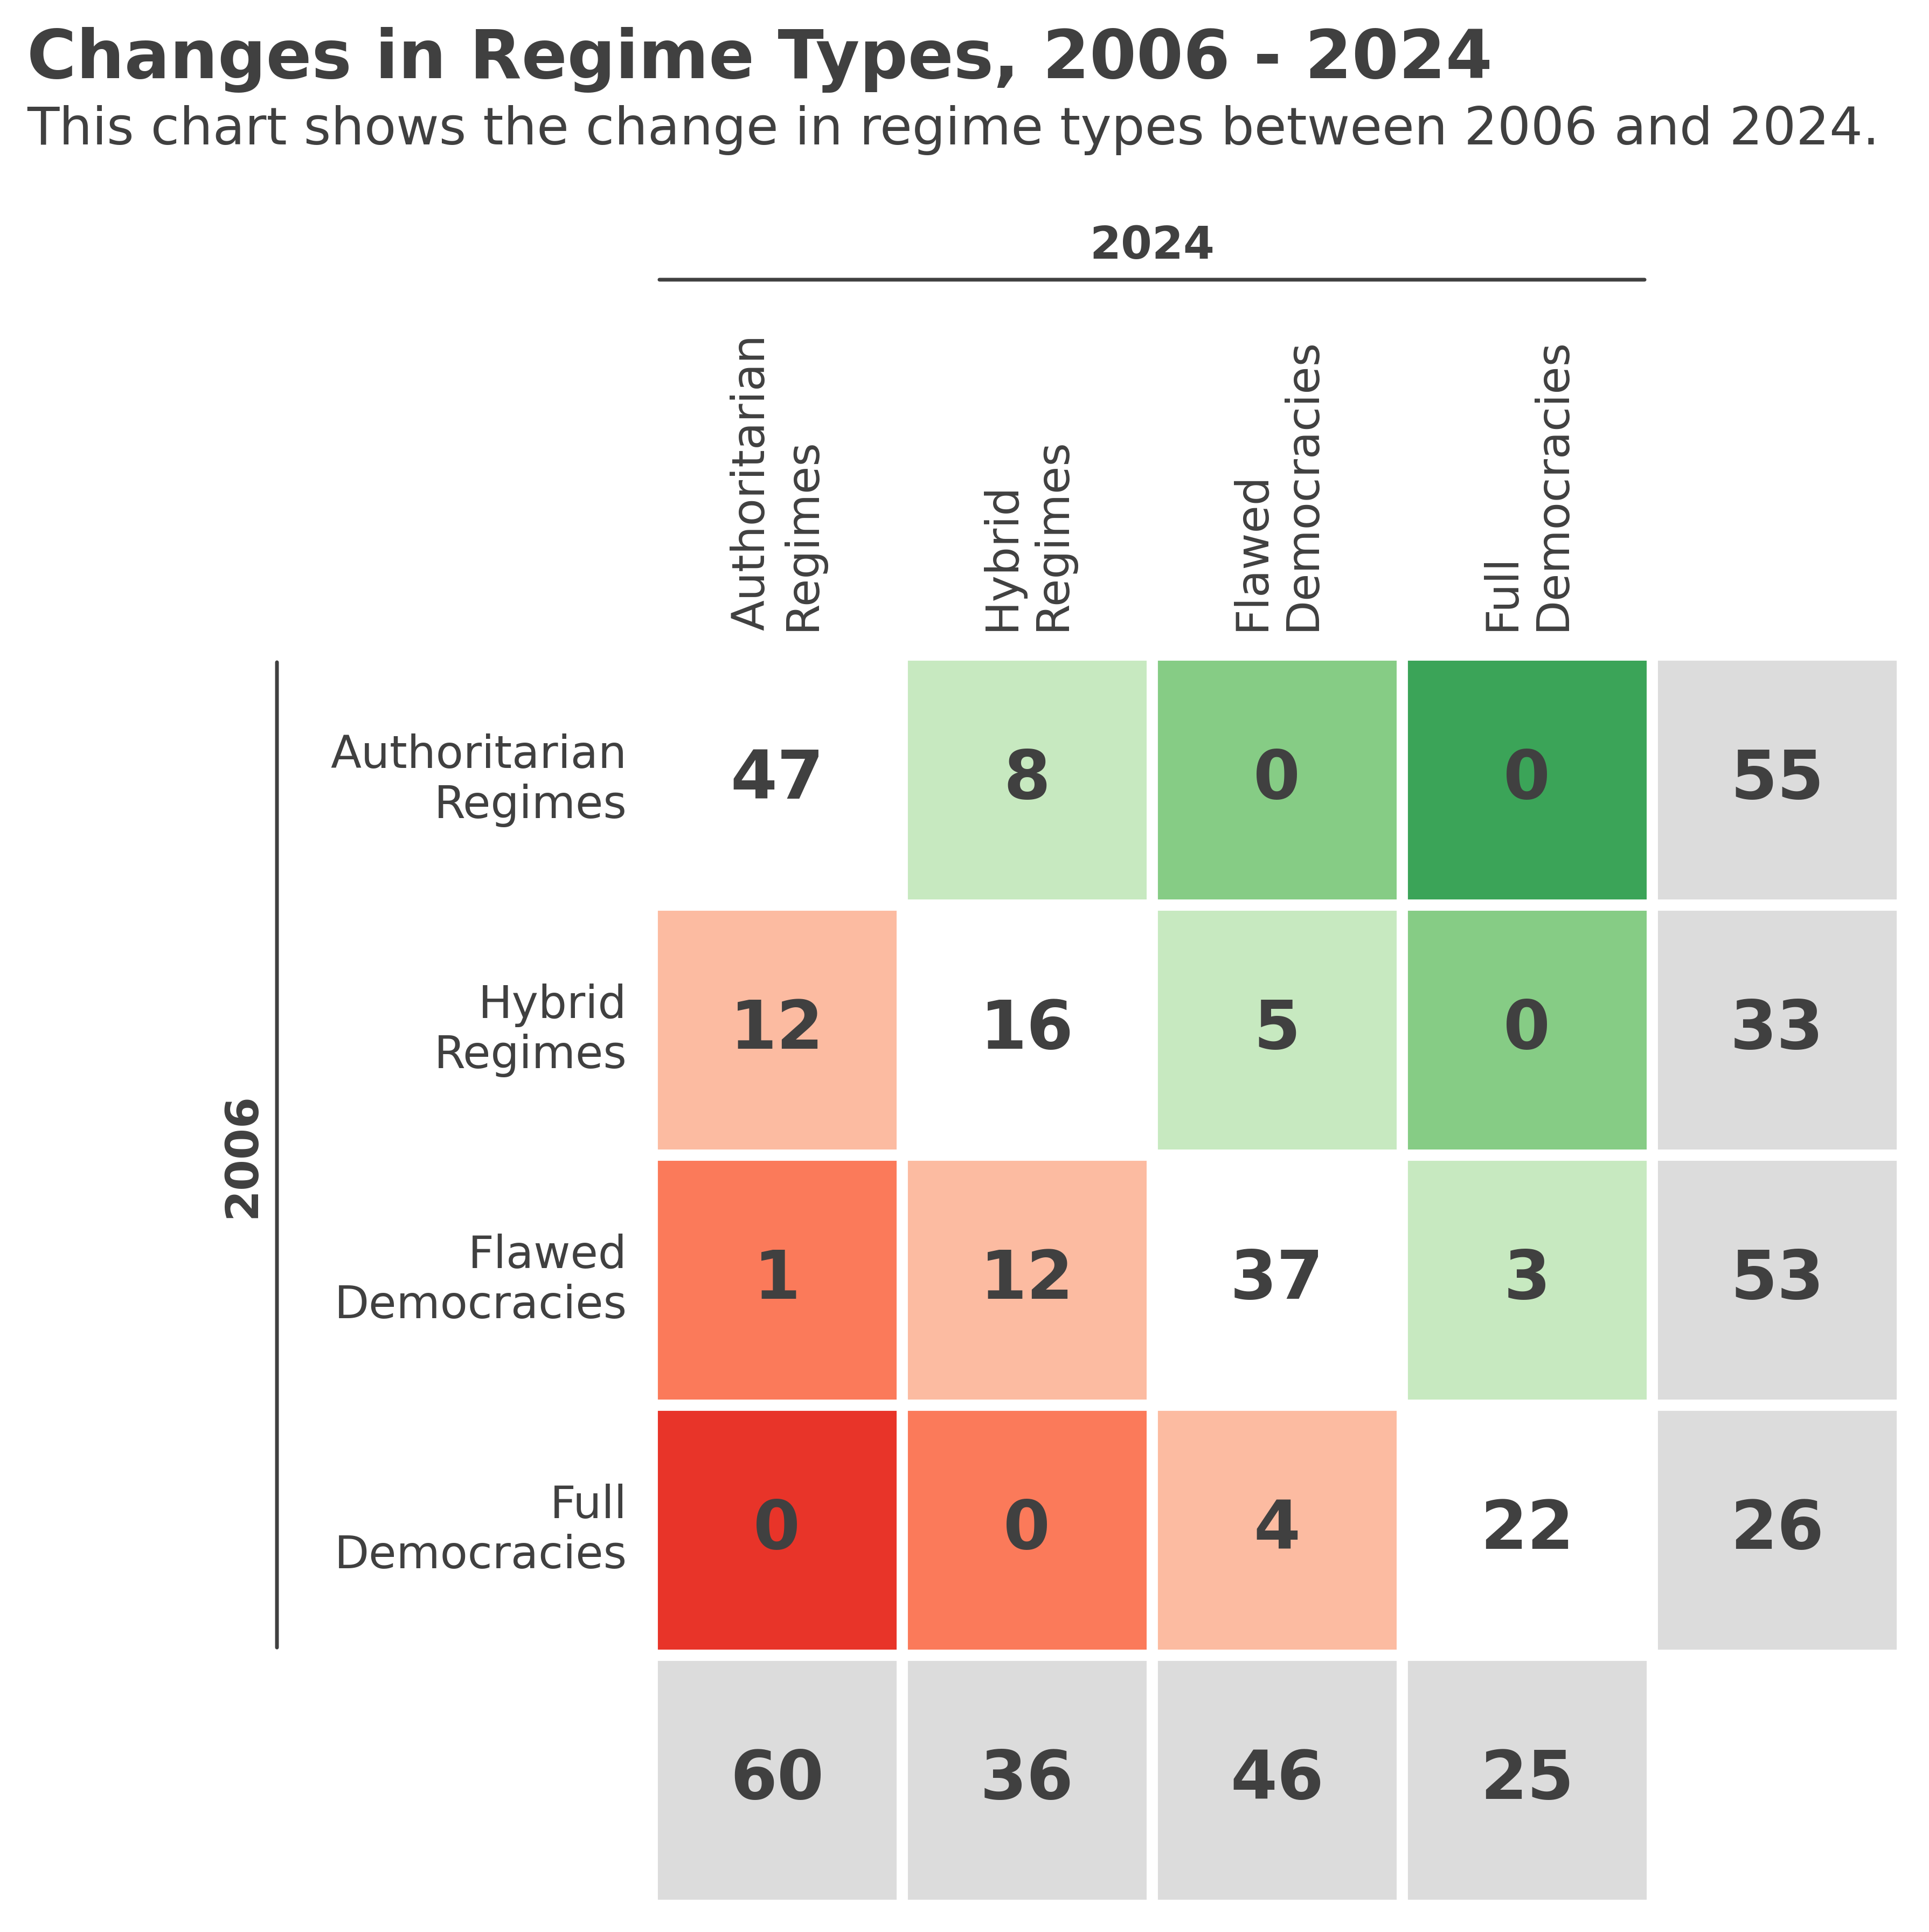 Changes in Regime Types, 2006 - 2024
This chart shows the change in regime types between 2006 and 2024.
2024
Authoritarian
Regimes
Hybrid
Regimes
Flawed
Democracies
Full
Democracies
2006
Authoritarian
Regimes
47 8 0 0 55
Hybrid
Regimes
12 16 5 0 33
Flawed
Democracies
1 12 37 3 53
Full
Democracies
0 0 4 22 26
60 36 46 25